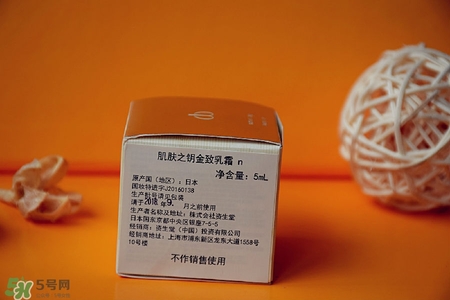 肌肤之钥金致乳霜 n
净含量：5mL
原产国（地区）：日本
国妆特进字J20160138
生产批号请见包装
请于2018.9. 月之前使用
生产者名称及地址：株式会社资生堂
日本国东京都中央区银座7-5-5
经销商：资生堂（中国）投资有限公司
经销商地址：上海市浦东新区龙东大道1558号
10号楼
不作销售使用
5号网